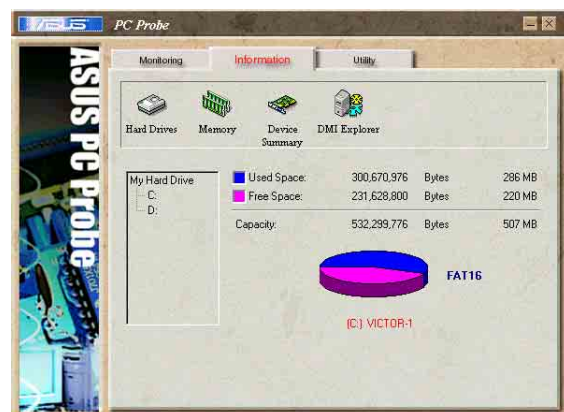 ASUS PC Probe
ASUS PC Probe
Monitoring Information Utility
Hard Drives Memory Device Summary DMI Explorer
My Hard Drive
C:
D:
Used Space: 300,670,976 Bytes 286 MB
Free Space: 231,628,800 Bytes 220 MB
Capacity: 532,299,776 Bytes 507 MB
FAT16
(C:) VICTOR-1